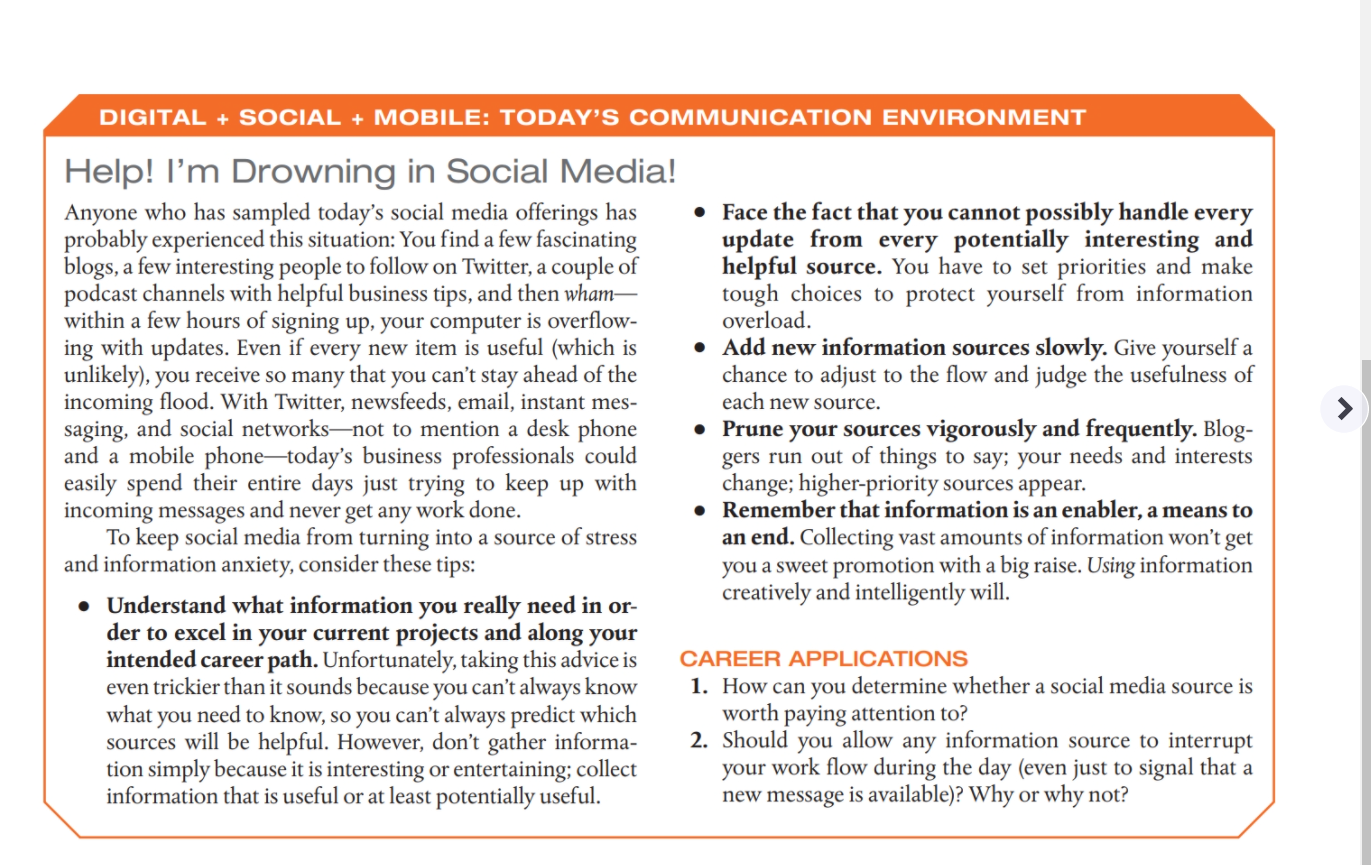 DIGITAL + SOCIAL + MOBILE: TODAY'S COMMUNICATION ENVIRONMENT
Help! I'm Drowning in Social Media!
Anyone who has sampled today's social media offerings has
probably experienced this situation: You find a few fascinating
blogs, a few interesting people to follow on Twitter, a couple of
podcast channels with helpful business tips, and then wham—
within a few hours of signing up, your computer is overflow-
ing with updates. Even if every new item is useful (which is
unlikely), you receive so many that you can't stay ahead of the
incoming flood. With Twitter, newsfeeds, email, instant mes-
saging, and social networks—not to mention a desk phone
and a mobile phone—today's business professionals could
easily spend their entire days just trying to keep up with
incoming messages and never get any work done.
To keep social media from turning into a source of stress
and information anxiety, consider these tips:
● Understand what information you really need in or-
der to excel in your current projects and along your
intended career path. Unfortunately, taking this advice is
even trickier than it sounds because you can't always know
what you need to know, so you can't always predict which
sources will be helpful. However, don't gather informa-
tion simply because it is interesting or entertaining; collect
information that is useful or at least potentially useful.
● Face the fact that you cannot possibly handle every
update from every potentially interesting and
helpful source. You have to set priorities and make
tough choices to protect yourself from information
overload.
● Add new information sources slowly. Give yourself a
chance to adjust to the flow and judge the usefulness of
each new source.
● Prune your sources vigorously and frequently. Blog-
gers run out of things to say; your needs and interests
change; higher-priority sources appear.
● Remember that information is an enabler, a means to
an end. Collecting vast amounts of information won't get
you a sweet promotion with a big raise. Using information
creatively and intelligently will.
CAREER APPLICATIONS
1. How can you determine whether a social media source is
worth paying attention to?
2. Should you allow any information source to interrupt
your work flow during the day (even just to signal that a
new message is available)? Why or why not?